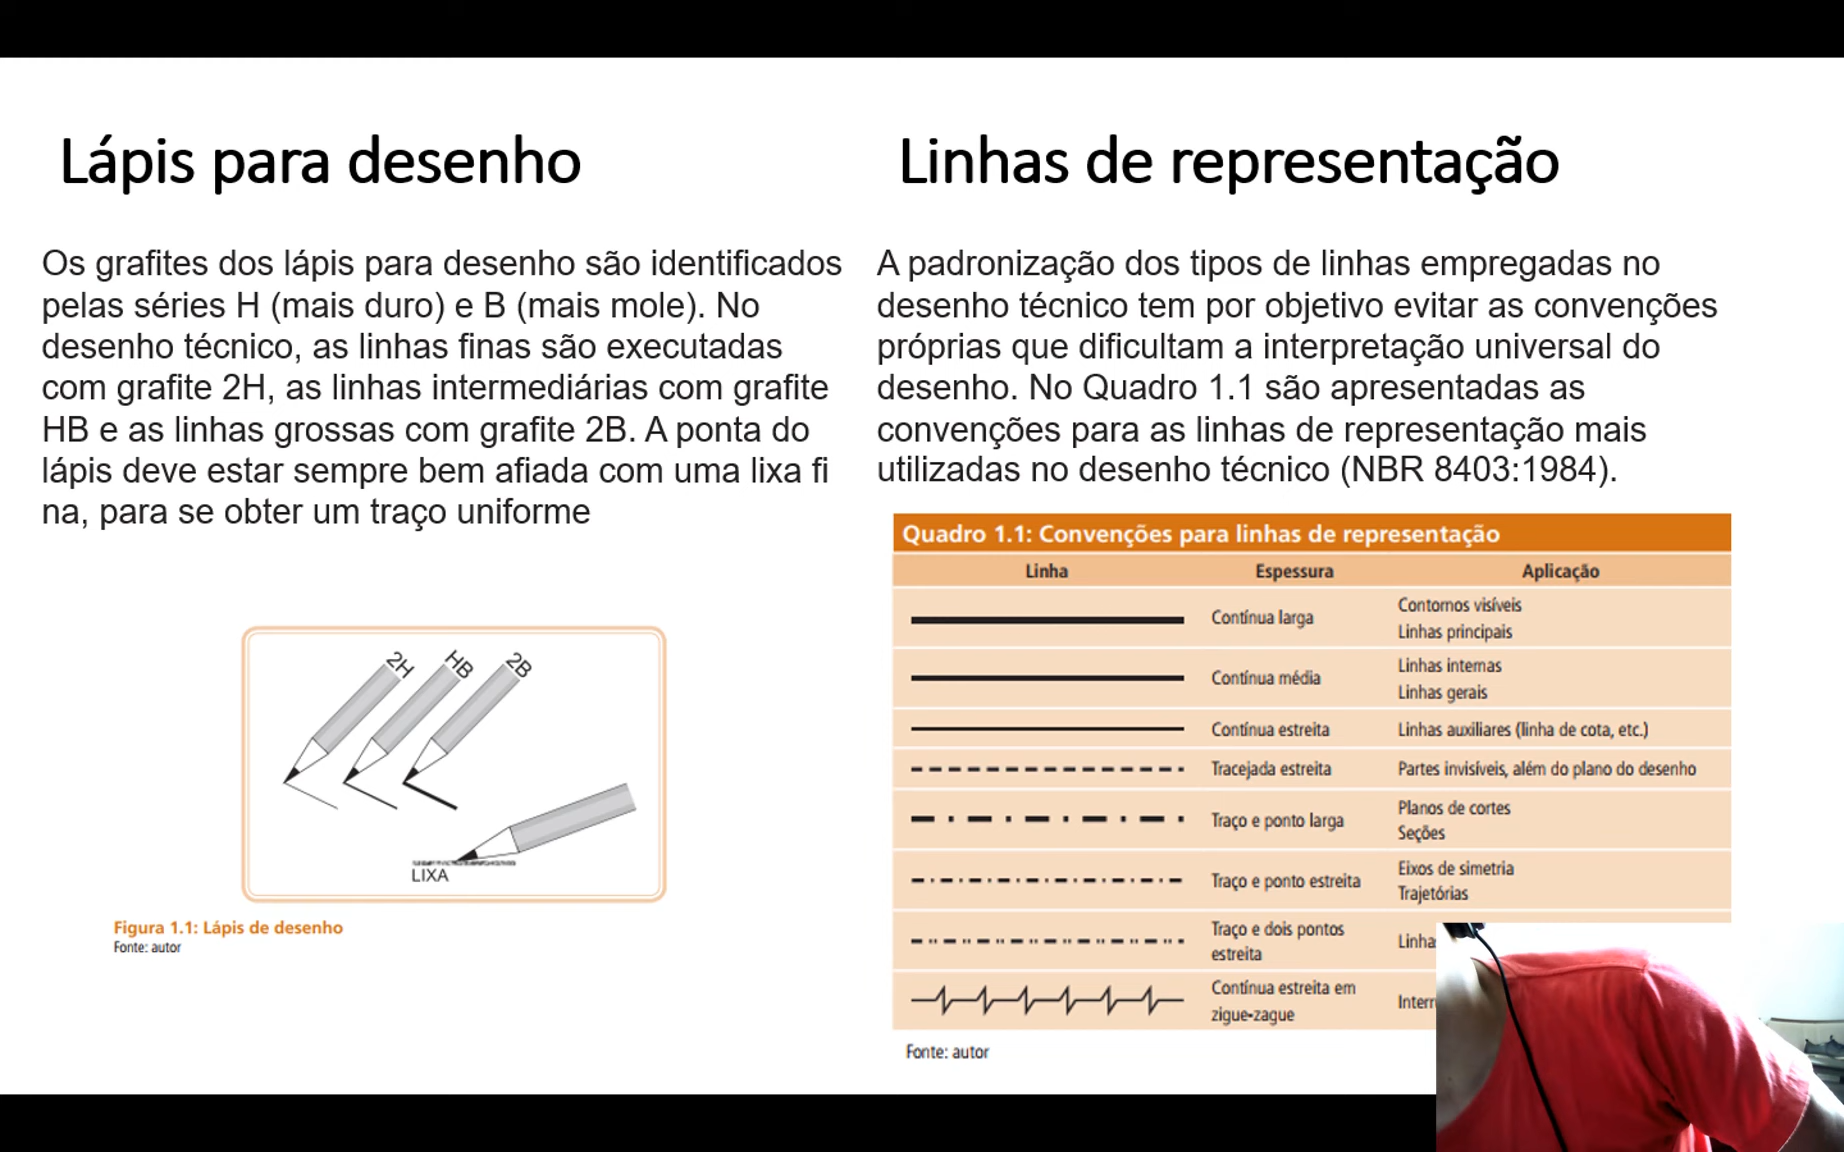 Lápis para desenho
Os grafites dos lápis para desenho são identificados
pelas séries H (mais duro) e B (mais mole). No
desenho técnico, as linhas finas são executadas
com grafite 2H, as linhas intermediárias com grafite
HB e as linhas grossas com grafite 2B. A ponta do
lápis deve estar sempre bem afiada com uma lixa fi
na, para se obter um traço uniforme
2H HB 2B
LIXA
Figura 1.1: Lápis de desenho
Fonte: autor
Linhas de representação
A padronização dos tipos de linhas empregadas no
desenho técnico tem por objetivo evitar as convenções
próprias que dificultam a interpretação universal do
desenho. No Quadro 1.1 são apresentadas as
convenções para as linhas de representação mais
utilizadas no desenho técnico (NBR 8403:1984).
Quadro 1.1: Convenções para linhas de representação
Linha Espessura Aplicação
Contínua larga
Contornos visíveis
Linhas principais
Contínua média
Linhas internas
Linhas gerais
Contínua estreita Linhas auxiliares (linha de cota, etc.)
Tracejada estreita Partes invisíveis, além do plano do desenho
Traço e ponto larga
Planos de cortes
Seções
Traço e ponto estreita
Eixos de simetria
Trajetórias
Traço e dois pontos
estreita
Contínua estreita em
zigue-zague
Fonte: autor